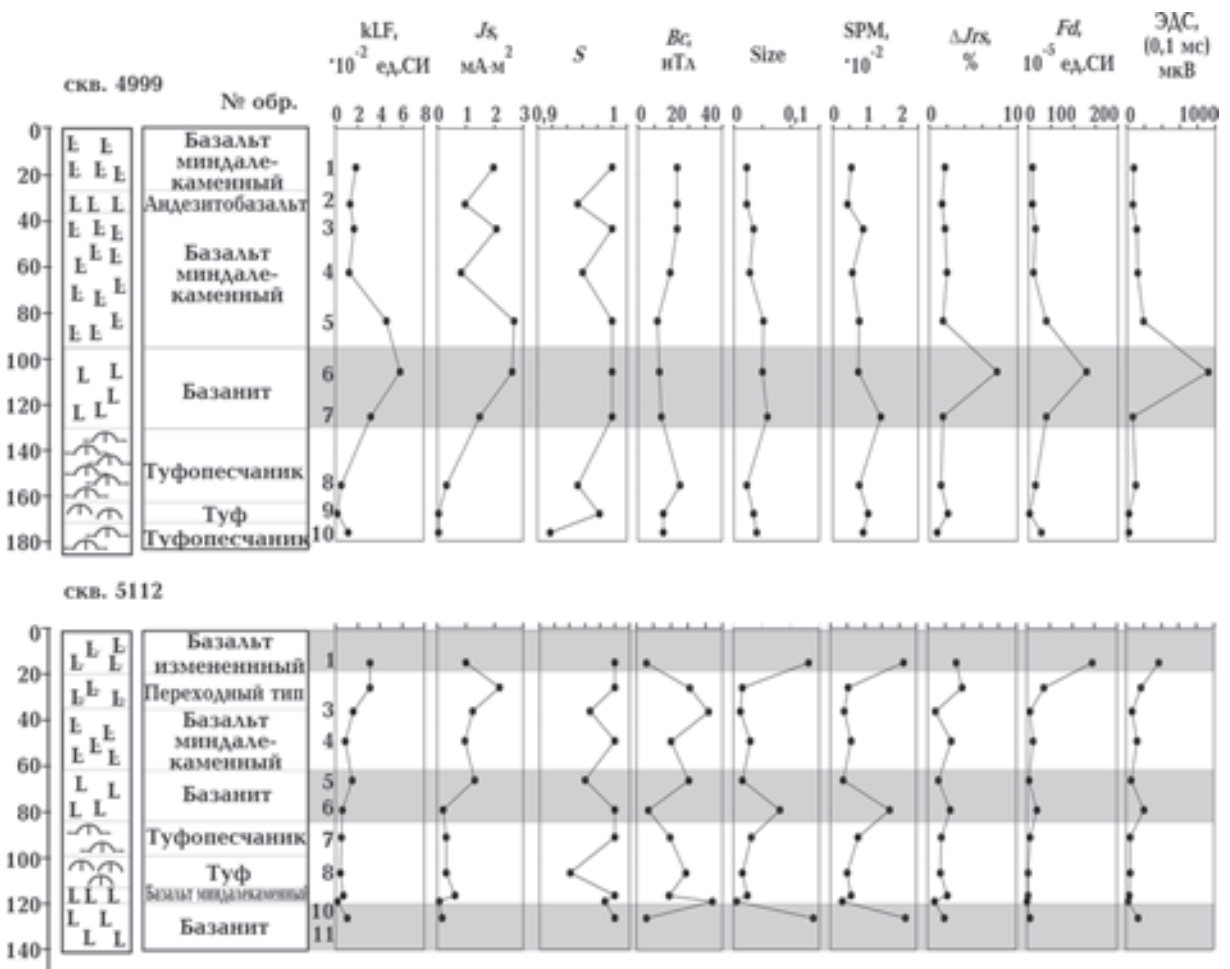 kLF,
*10⁻² ед.СИ
Js,
мА·м²
S
Bc,
нТл
Size
SPM,
*10⁻²
ΔJrs,
%
Fd,
10⁻⁵ ед.СИ
ЭДС,
(0,1 мс)
мкВ
скв. 4999
№ обр.
0 2 4 6 8
0 1 2 3
0,9 1
0 20 40
0 0,1
0 1 2
0 10
0 100 200
0 1000
0
20
40
60
80
100
120
140
160
180
Базальт
миндале-
каменный
Андезитобазальт
Базальт
миндале-
каменный
Базанит
Туфопесчаник
Туф
Туфопесчаник
1
2
3
4
5
6
7
8
9
10
скв. 5112
0
20
40
60
80
100
120
140
Базальт
измененнный
Переходный тип
Базальт
миндале-
каменный
Базанит
Туфопесчаник
Туф
Базальт миндалекаменный
Базанит
1
3
4
5
6
7
8
10
11